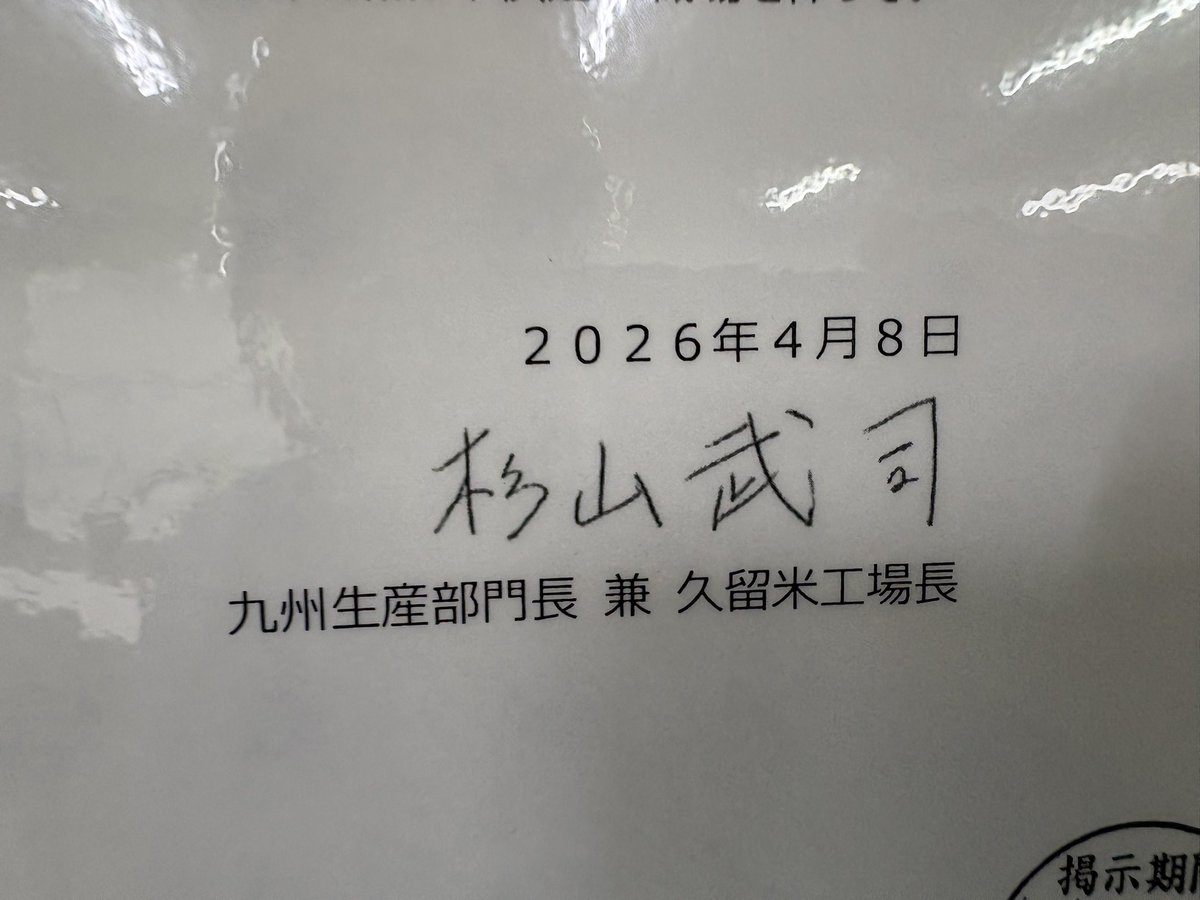 ２０２６年４月８日
杉山武司
九州生産部門長 兼 久留米工場長
掲示期